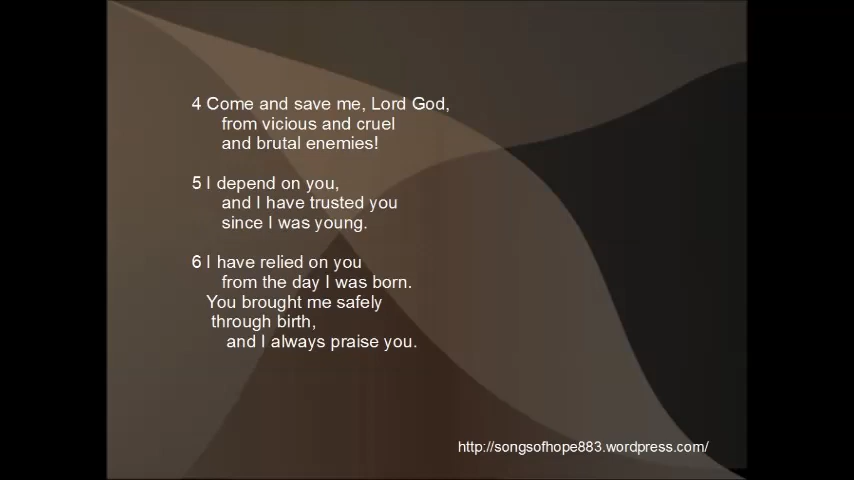 4 Come and save me, Lord God,
from vicious and cruel
and brutal enemies!
5 I depend on you,
and I have trusted you
since I was young.
6 I have relied on you
from the day I was born.
You brought me safely
through birth,
and I always praise you.
http://songsofhope883.wordpress.com/